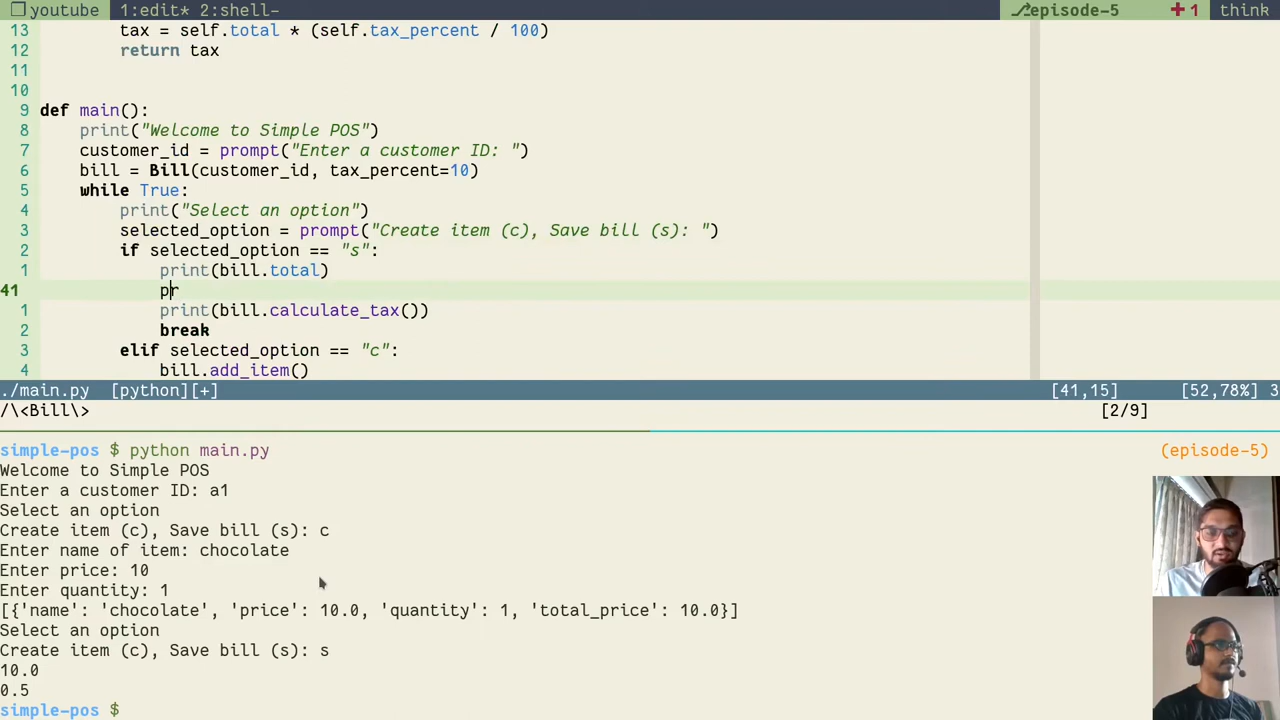 ❐ youtube 1:edit* 2:shell- ⎇episode-5 ✚ 1 think
13 tax = self.total * (self.tax_percent / 100)
12 return tax
11
10
9 def main():
8 print("Welcome to Simple POS")
7 customer_id = prompt("Enter a customer ID: ")
6 bill = Bill(customer_id, tax_percent=10)
5 while True:
4 print("Select an option")
3 selected_option = prompt("Create item (c), Save bill (s): ")
2 if selected_option == "s":
1 print(bill.total)
41 pr
1 print(bill.calculate_tax())
2 break
3 elif selected_option == "c":
4 bill.add_item()
./main.py [python][+] [41,15] [52,78%] 3
/\<Bill\> [2/9]
simple-pos $ python main.py (episode-5)
Welcome to Simple POS
Enter a customer ID: a1
Select an option
Create item (c), Save bill (s): c
Enter name of item: chocolate
Enter price: 10
Enter quantity: 1
[{'name': 'chocolate', 'price': 10.0, 'quantity': 1, 'total_price': 10.0}]
Select an option
Create item (c), Save bill (s): s
10.0
0.5
simple-pos $